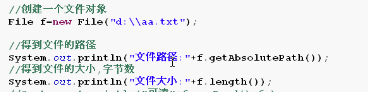 //创建一个文件对象
File f=new File("d:\\aa.txt");
//得到文件的路径
System.out.println("文件路径:"+f.getAbsolutePath());
//得到文件的大小,字节数
System.out.println("文件大小:"+f.length());